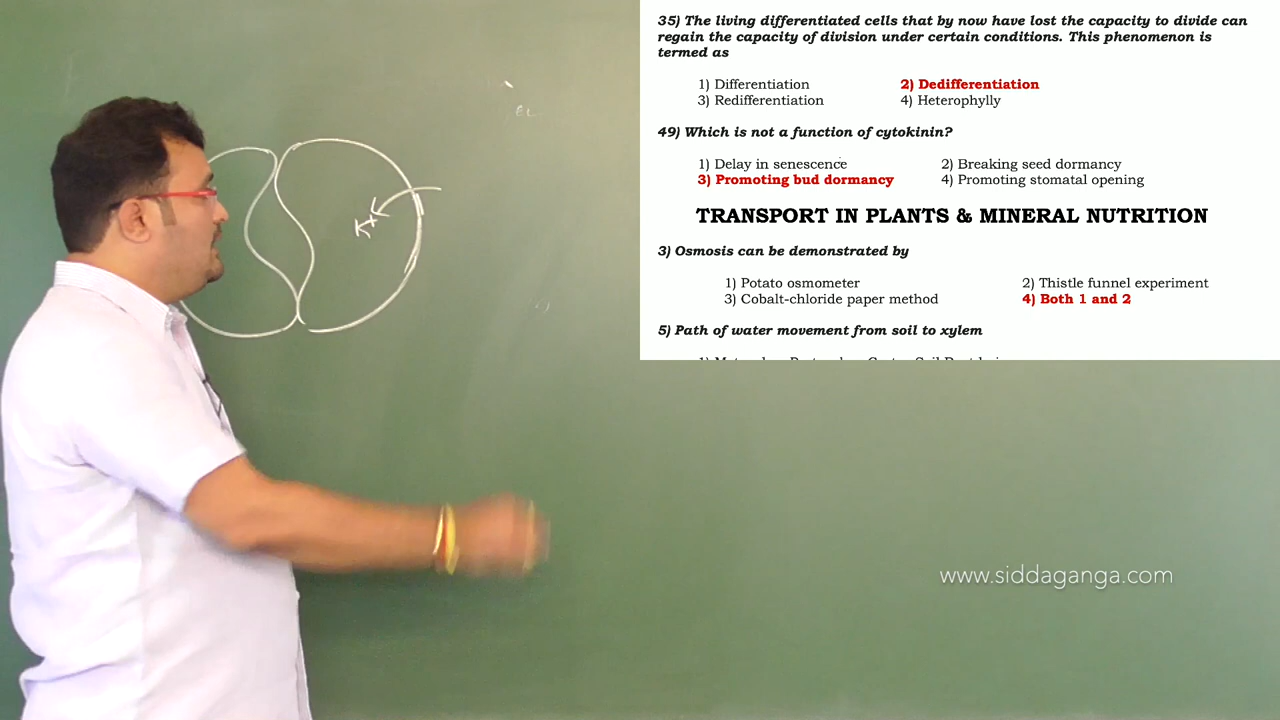 35) The living differentiated cells that by now have lost the capacity to divide can
regain the capacity of division under certain conditions. This phenomenon is
termed as
1) Differentiation 2) Dedifferentiation
3) Redifferentiation 4) Heterophylly
49) Which is not a function of cytokinin?
1) Delay in senescence 2) Breaking seed dormancy
3) Promoting bud dormancy 4) Promoting stomatal opening
TRANSPORT IN PLANTS & MINERAL NUTRITION
3) Osmosis can be demonstrated by
1) Potato osmometer 2) Thistle funnel experiment
3) Cobalt-chloride paper method 4) Both 1 and 2
5) Path of water movement from soil to xylem
K+
www.siddaganga.com